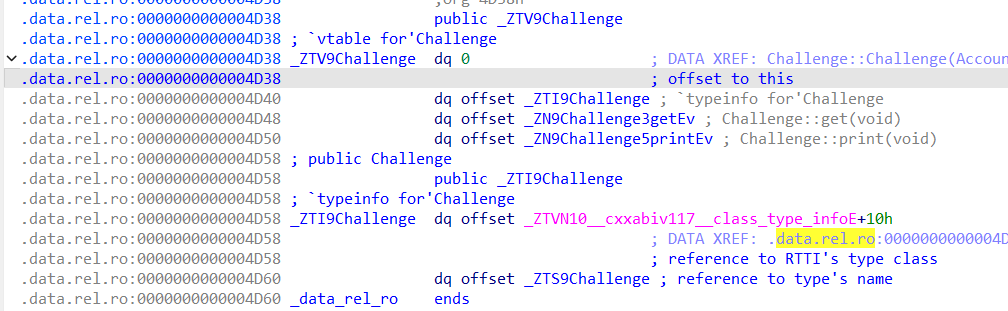 .data.rel.ro:0000000000004D38 ;org 4D38h
.data.rel.ro:0000000000004D38 public _ZTV9Challenge
.data.rel.ro:0000000000004D38 ; `vtable for'Challenge
.data.rel.ro:0000000000004D38 _ZTV9Challenge dq 0 ; DATA XREF: Challenge::Challenge(Accoun
.data.rel.ro:0000000000004D38 ; offset to this
.data.rel.ro:0000000000004D40 dq offset _ZTI9Challenge ; `typeinfo for'Challenge
.data.rel.ro:0000000000004D48 dq offset _ZN9Challenge3getEv ; Challenge::get(void)
.data.rel.ro:0000000000004D50 dq offset _ZN9Challenge5printEv ; Challenge::print(void)
.data.rel.ro:0000000000004D58 ; public Challenge
.data.rel.ro:0000000000004D58 public _ZTI9Challenge
.data.rel.ro:0000000000004D58 ; `typeinfo for'Challenge
.data.rel.ro:0000000000004D58 _ZTI9Challenge dq offset _ZTVN10__cxxabiv117__class_type_infoE+10h
.data.rel.ro:0000000000004D58 ; DATA XREF: .data.rel.ro:0000000000004D
.data.rel.ro:0000000000004D58 ; reference to RTTI's type class
.data.rel.ro:0000000000004D60 dq offset _ZTS9Challenge ; reference to type's name
.data.rel.ro:0000000000004D60 _data_rel_ro ends